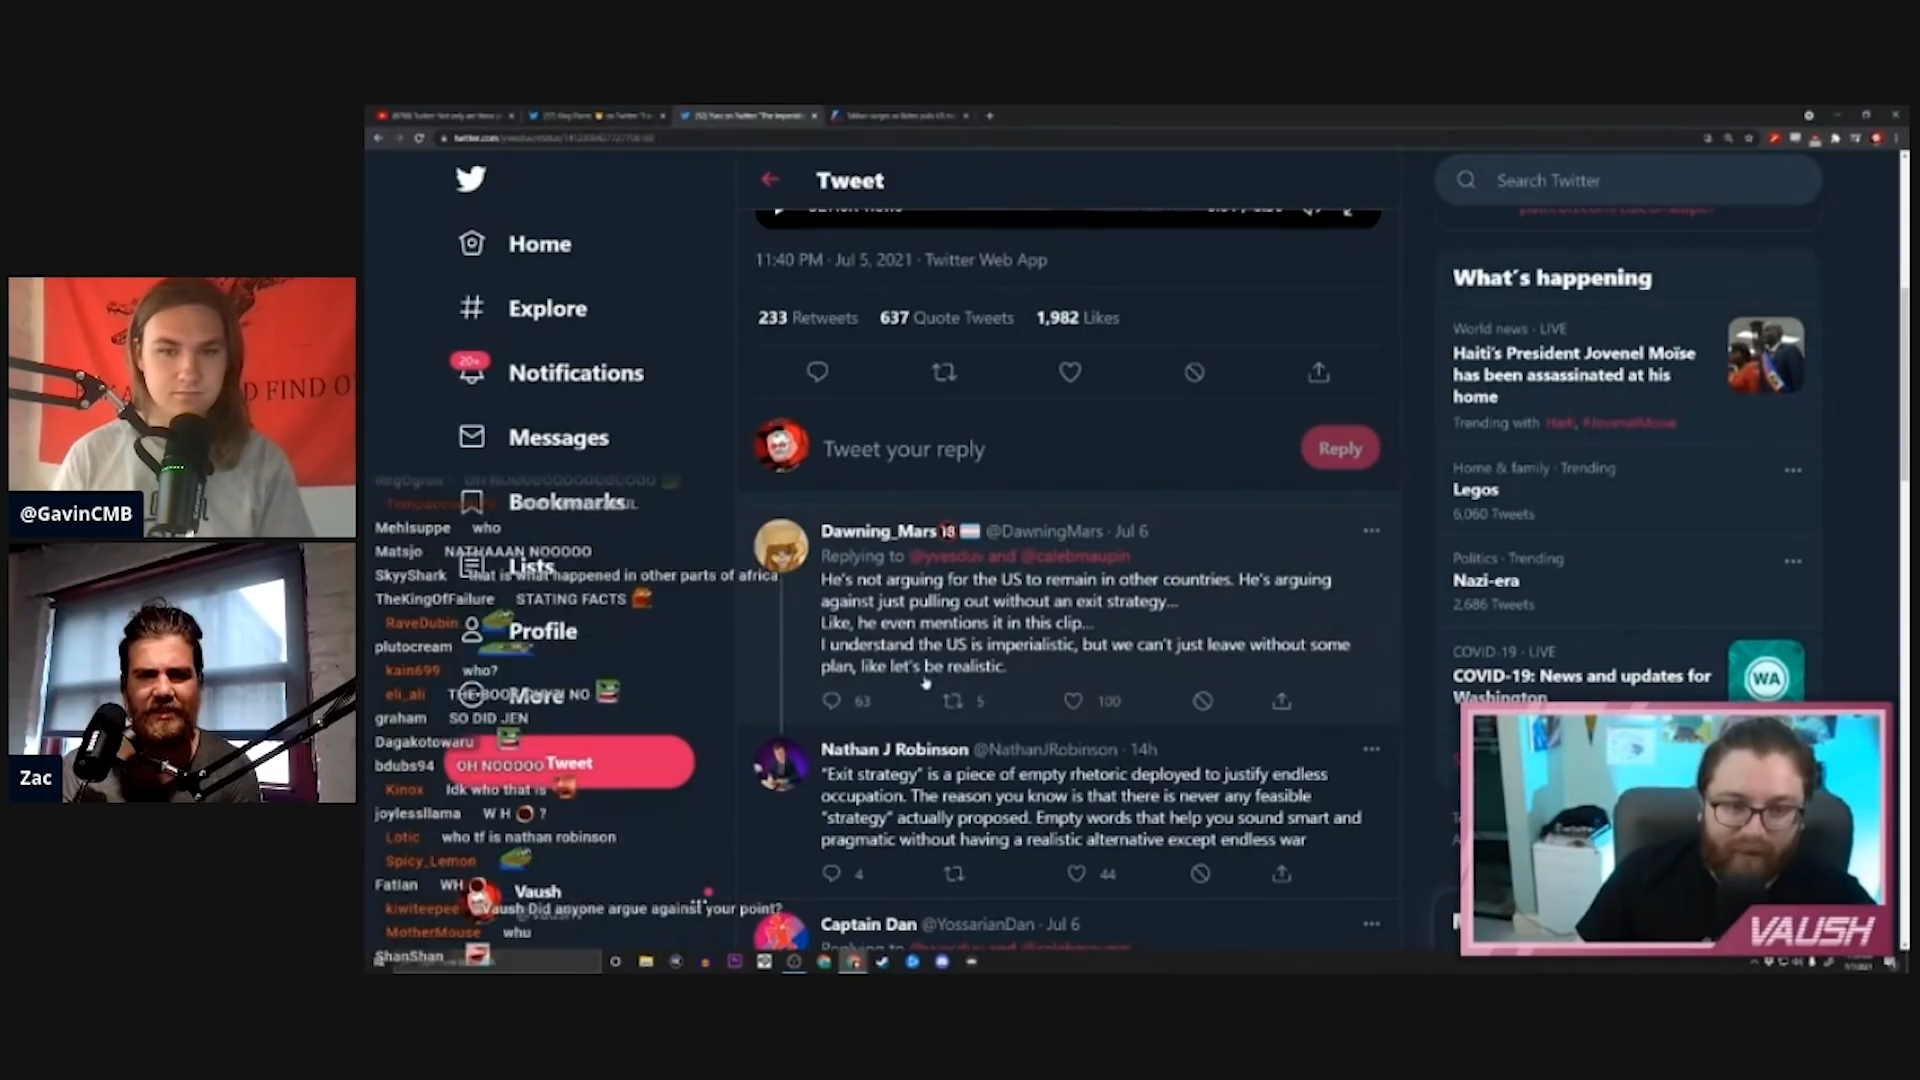 Tweet
Search Twitter
11:40 PM · Jul 5, 2021 · Twitter Web App
233 Retweets 637 Quote Tweets 1,982 Likes
Tweet your reply
Reply
Home
Explore
20+
Notifications
Messages
Bookmarks
Lists
Profile
More
Tweet
Vaush
Dawning_Mars @DawningMars · Jul 6
Replying to @yvesduv and @calebmaupin
He's not arguing for the US to remain in other countries. He's arguing
against just pulling out without an exit strategy...
Like, he even mentions it in this clip...
I understand the US is imperialistic, but we can't just leave without some
plan, like let's be realistic.
63 5 100
Nathan J Robinson @NathanJRobinson · 14h
"Exit strategy" is a piece of empty rhetoric deployed to justify endless
occupation. The reason you know is that there is never any feasible
"strategy" actually proposed. Empty words that help you sound smart and
pragmatic without having a realistic alternative except endless war
4 44
Captain Dan @YossarianDan · Jul 6
What's happening
World news · LIVE
Haiti's President Jovenel Moïse
has been assassinated at his
home
Trending with Haiti, #JovenelMoise
Home & family · Trending
Legos
6,060 Tweets
Politics · Trending
Nazi-era
2,686 Tweets
COVID-19 · LIVE
COVID-19: News and updates for
Washington
WA
VAUSH
D FIND O
@GavinCMB
Zac
Mehlsuppe who
Matsjo NATHAAAN NOOOOO
SkyyShark that is what happened in other parts of africa
TheKingOfFailure STATING FACTS
RaveDubin
plutocream
kain699 who?
eli_ali
graham SO DID JEN
Dagakotowaru
bdubs94 OH NOOOOO
Kinox Idk who that is
joylessllama W H ?
Lotic who tf is nathan robinson
Spicy_Lemon
Fatlan WH
kiwiteepee Vaush Did anyone argue against your point?
MotherMouse whu
ShanShan